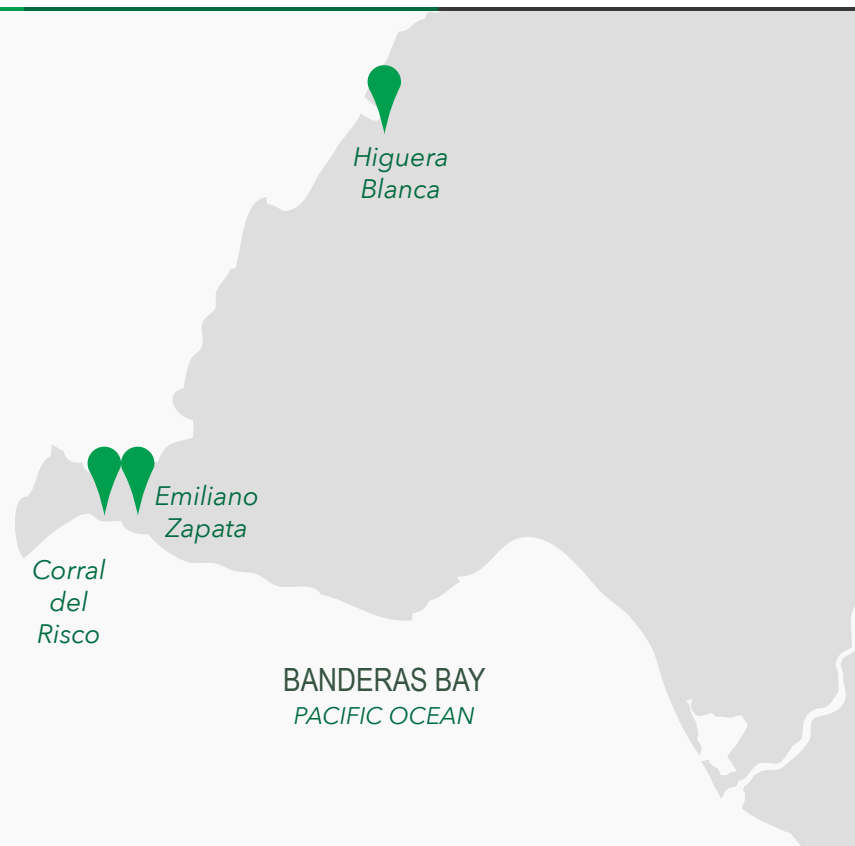 Higuera
Blanca
Emiliano
Zapata
Corral
del
Risco
BANDERAS BAY
PACIFIC OCEAN